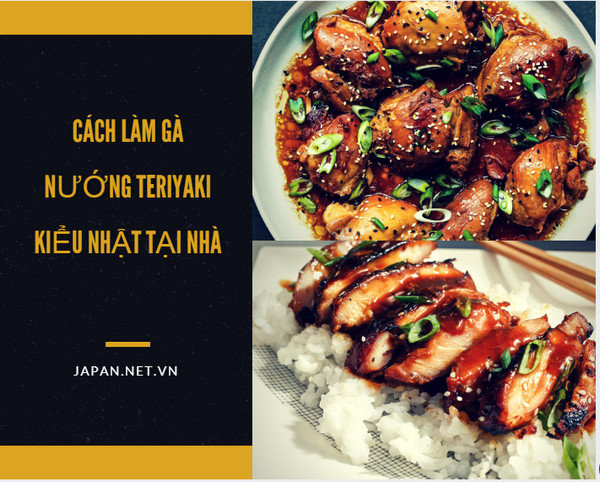 CÁCH LÀM GÀ
NƯỚNG TERIYAKI
KIỂU NHẬT TẠI NHÀ
JAPAN.NET.VN